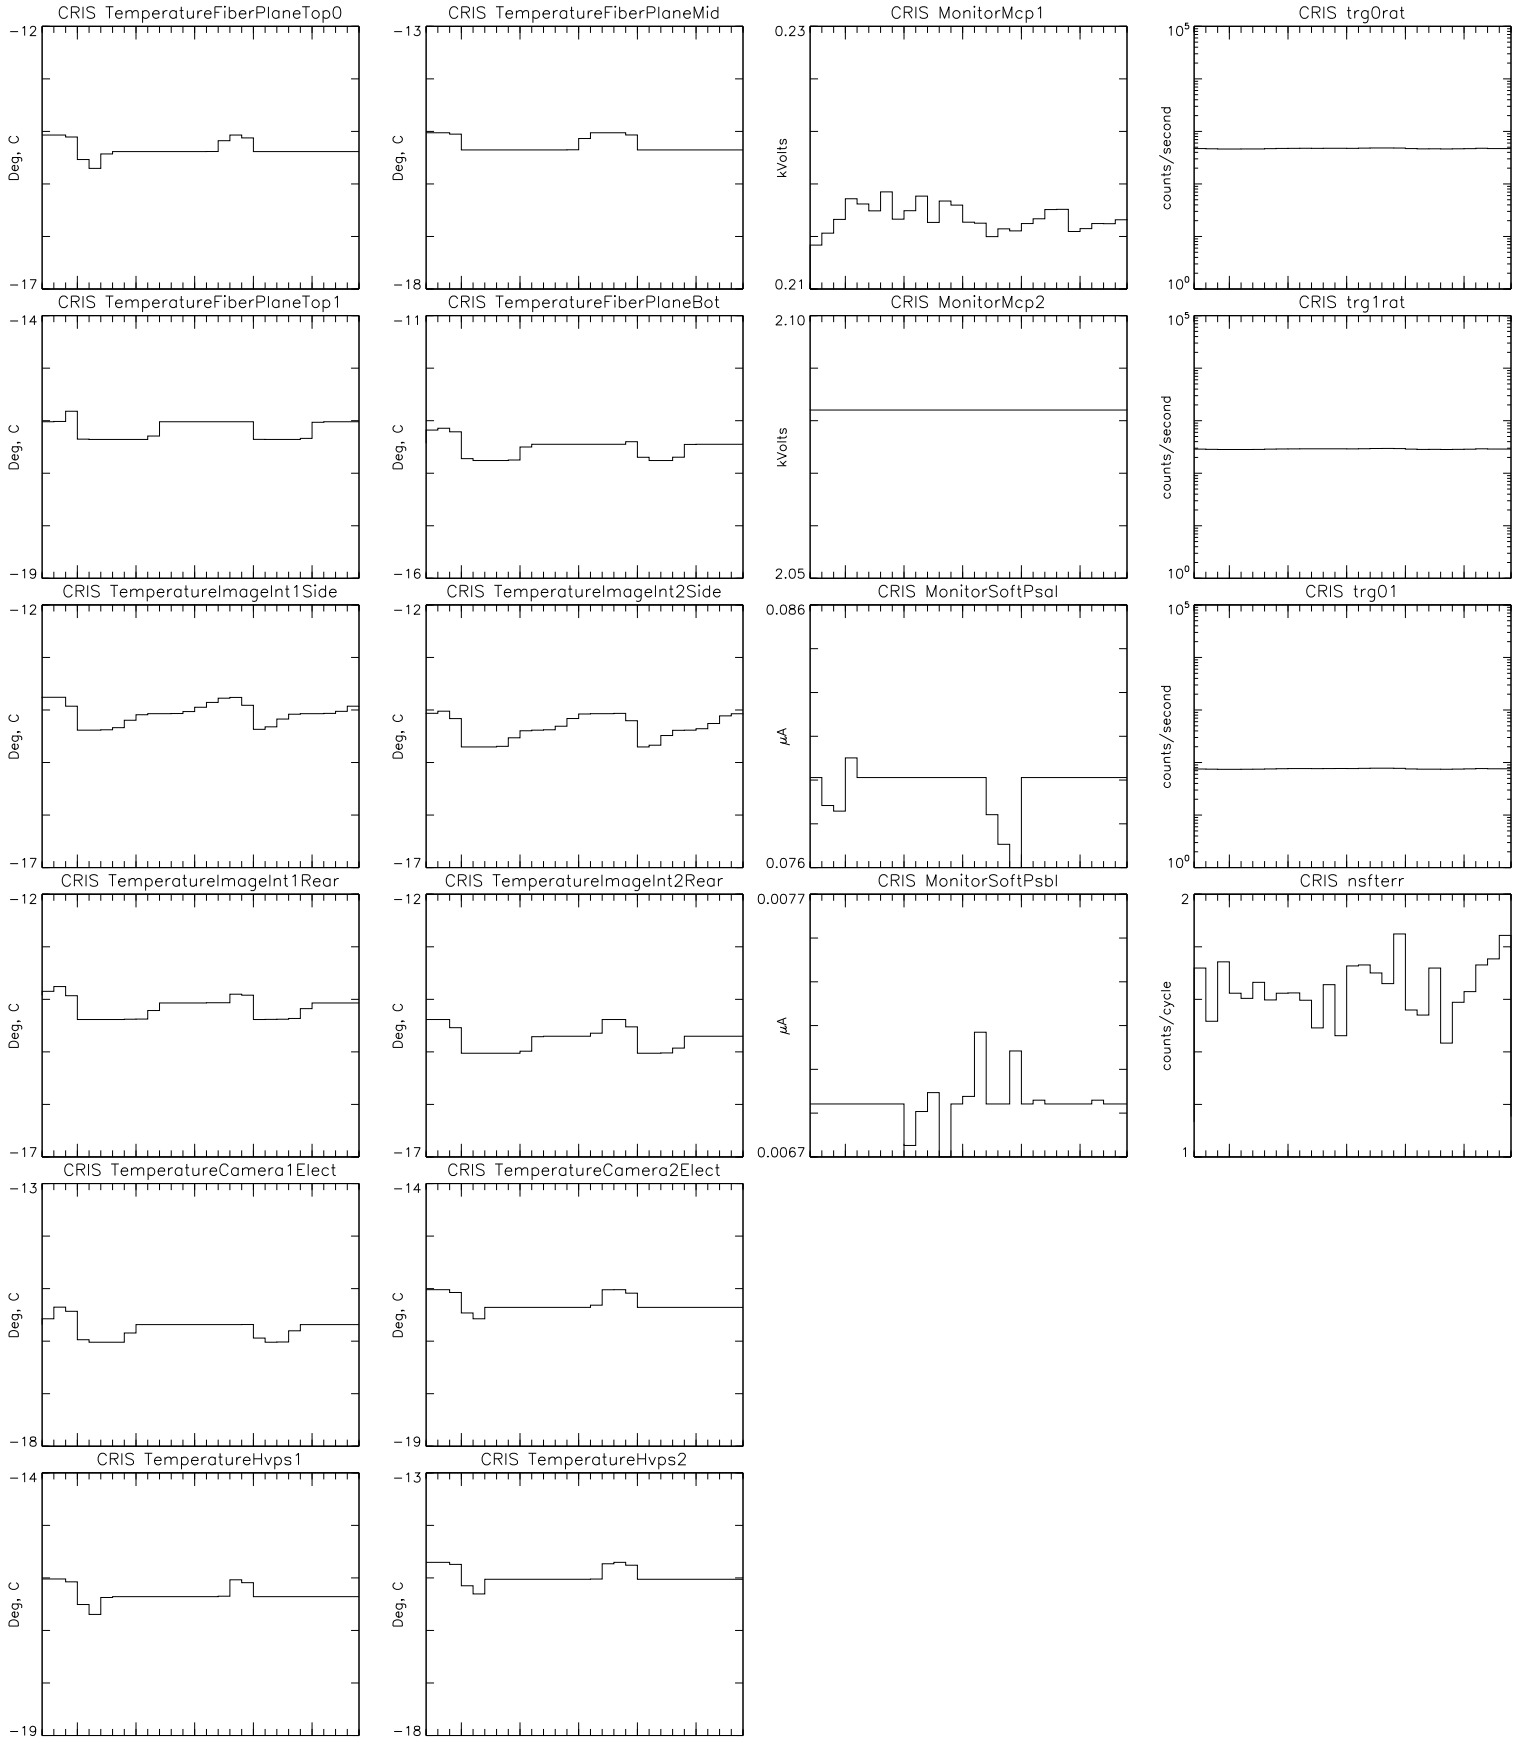 CRIS TemperatureFiberPlaneTop0
CRIS TemperatureFiberPlaneMid
CRIS MonitorMcp1
CRIS trg0rat
-12
-17
Deg, C
-13
-18
Deg, C
0.23
0.21
kVolts
10^5
10^0
counts/second
CRIS TemperatureFiberPlaneTop1
CRIS TemperatureFiberPlaneBot
CRIS MonitorMcp2
CRIS trg1rat
-14
-19
Deg, C
-11
-16
Deg, C
2.10
2.05
kVolts
10^5
10^0
counts/second
CRIS TemperatureImageInt1Side
CRIS TemperatureImageInt2Side
CRIS MonitorSoftPsaI
CRIS trg01
-12
-17
Deg, C
-12
-17
Deg, C
0.086
0.076
μA
10^5
10^0
counts/second
CRIS TemperatureImageInt1Rear
CRIS TemperatureImageInt2Rear
CRIS MonitorSoftPsbI
CRIS nsfterr
-12
-17
Deg, C
-12
-17
Deg, C
0.0077
0.0067
μA
2
1
counts/cycle
CRIS TemperatureCamera1Elect
CRIS TemperatureCamera2Elect
-13
-18
Deg, C
-14
-19
Deg, C
CRIS TemperatureHvps1
CRIS TemperatureHvps2
-14
-19
Deg, C
-13
-18
Deg, C